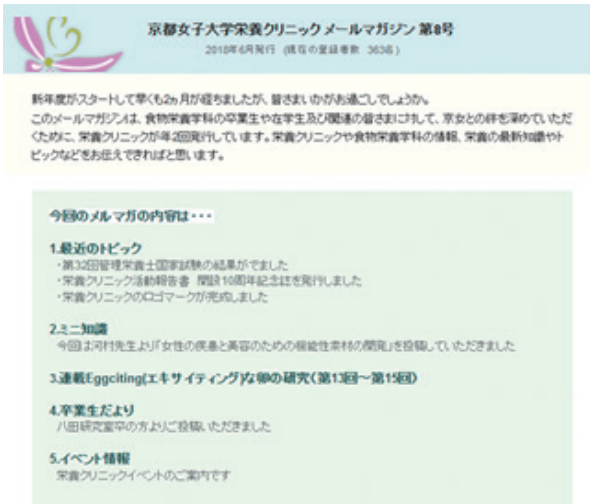 京都女子大学栄養クリニック メールマガジン 第8号
2018年6月発行 (現在の登録者数 363名)
新年度がスタートして早くも2ヵ月が経ちましたが、皆さまいかがお過ごしでしょうか。
このメールマガジンは、食物栄養学科の卒業生や在学生及び関連の皆さまに対して、京女との絆を深めていただ
くために、栄養クリニックが年2回発行しています。栄養クリニックや食物栄養学科の情報、栄養の最新知識やト
ピックなどをお伝えできればと思います。
今回のメルマガの内容は・・・
1.最近のトピック
・第32回管理栄養士国家試験の結果がでました
・栄養クリニック活動報告書 開設10周年記念誌を発行しました
・栄養クリニックのロゴマークが完成しました
2.ミニ知識
今回は河村先生より「女性の疾患と美容のための機能性素材の開発」を投稿していただきました
3.連載Eggciting(エキサイティング)な卵の研究(第13回～第15回)
4.卒業生だより
八田研究室卒の方よりご投稿いただきました
5.イベント情報
栄養クリニックイベントのご案内です